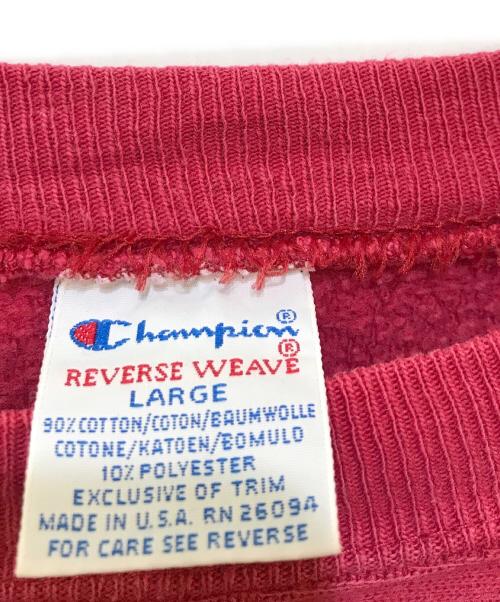 Champion®
REVERSE WEAVE®
LARGE
90% COTTON/COTON/BAUMWOLLE
COTONE/KATOEN/BOMULD
10% POLYESTER
EXCLUSIVE OF TRIM
MADE IN U.S.A. RN 26094
FOR CARE SEE REVERSE